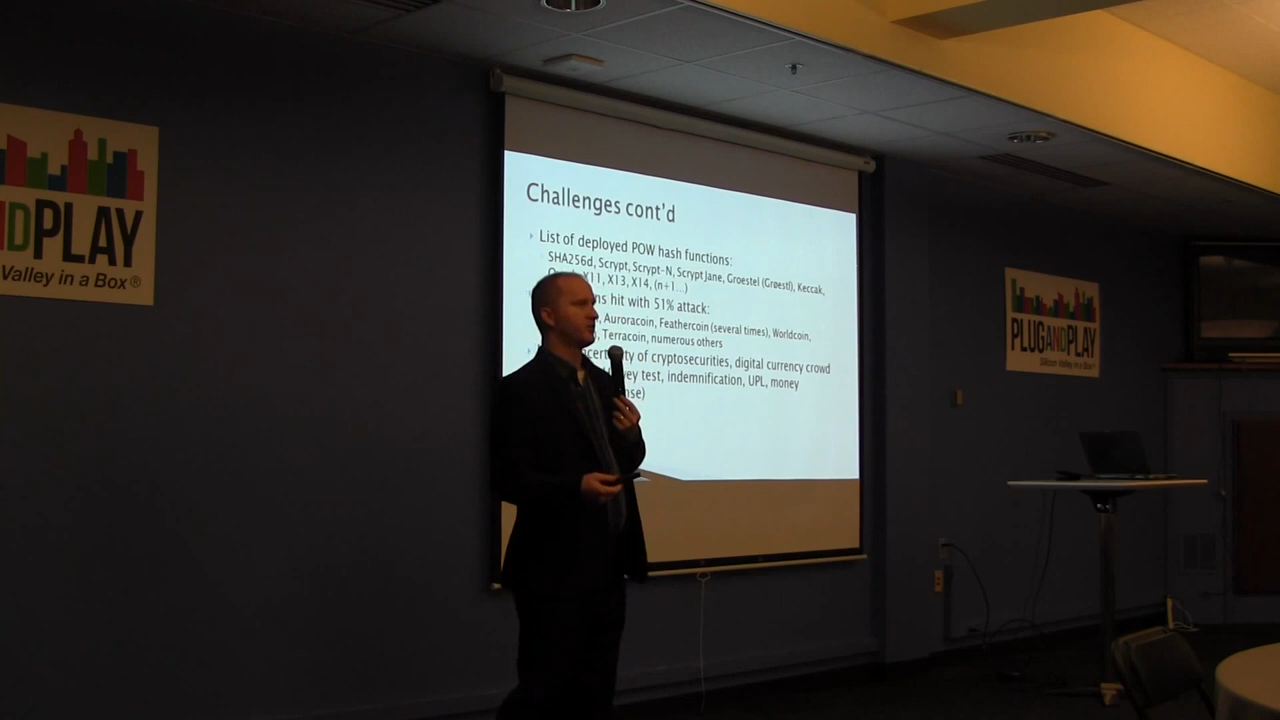 DPLAY
Valley in a Box®
Challenges cont'd
List of deployed POW hash functions:
SHA256d, Scrypt, Scrypt-N, Scrypt Jane, Groestel (Grøestl), Keccak,
X11, X13, X14, (n+1...)
hit with 51% attack:
Auroracoin, Feathercoin (several times), Worldcoin,
Terracoin, numerous others
of cryptosecurities, digital currency crowd
test, indemnification, UPL, money
PLUGANDPLAY
Silicon Valley in a Box®